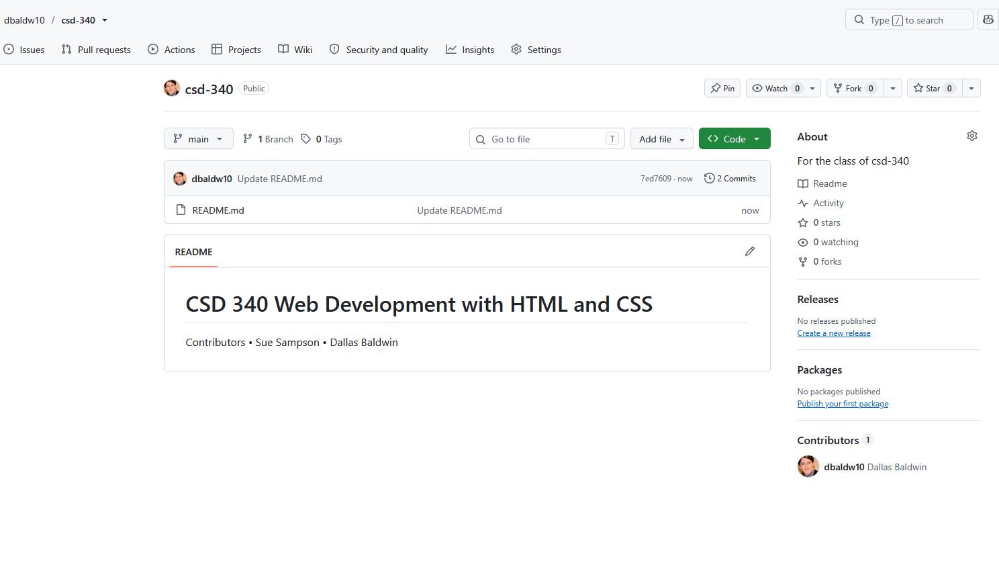 dbaldw10 / csd-340
Type / to search
Issues Pull requests Actions Projects Wiki Security and quality Insights Settings
csd-340 Public
Pin Watch 0 Fork 0 Star 0
main 1 Branch 0 Tags Go to file T Add file Code
dbaldw10 Update README.md 7ed7609 · now 2 Commits
README.md Update README.md now
README
CSD 340 Web Development with HTML and CSS
Contributors • Sue Sampson • Dallas Baldwin
About
For the class of csd-340
Readme
Activity
0 stars
0 watching
0 forks
Releases
No releases published
Create a new release
Packages
No packages published
Publish your first package
Contributors 1
dbaldw10 Dallas Baldwin